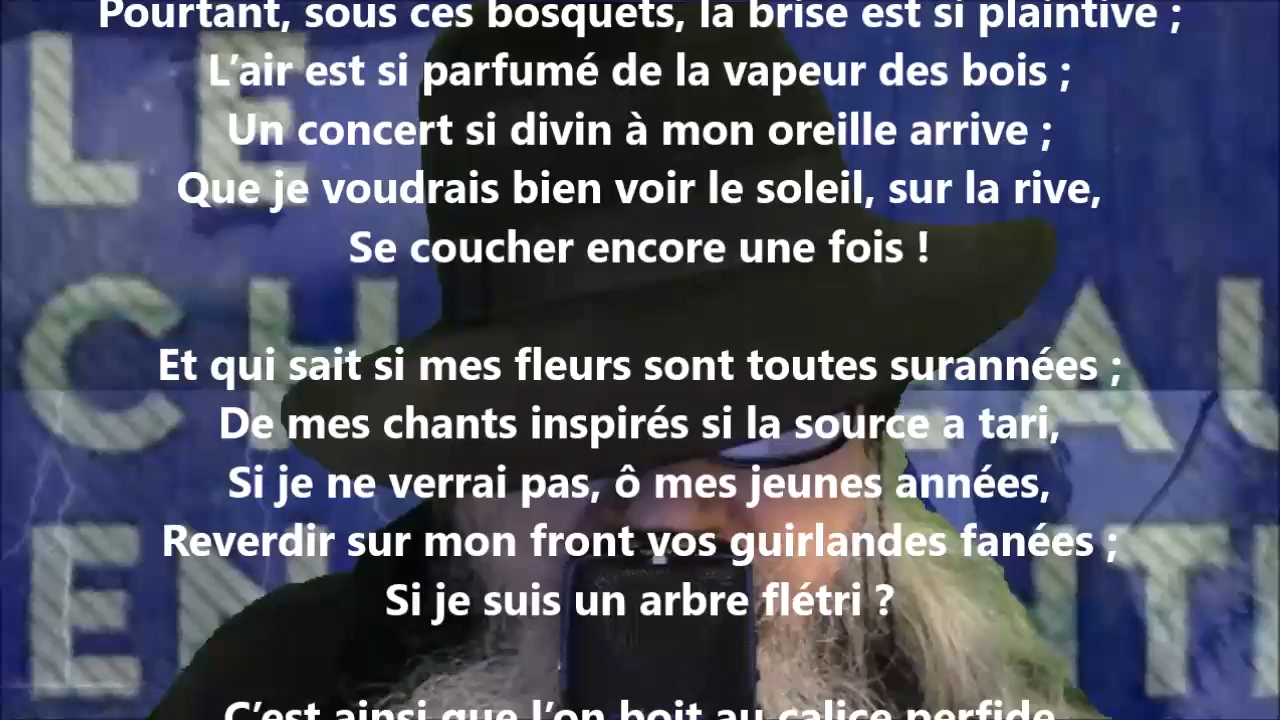 Pourtant, sous ces bosquets, la brise est si plaintive ;
L’air est si parfumé de la vapeur des bois ;
Un concert si divin à mon oreille arrive ;
Que je voudrais bien voir le soleil, sur la rive,
Se coucher encore une fois !
Et qui sait si mes fleurs sont toutes surannées ;
De mes chants inspirés si la source a tari,
Si je ne verrai pas, ô mes jeunes années,
Reverdir sur mon front vos guirlandes fanées ;
Si je suis un arbre flétri ?
C’est ainsi que l’on boit au calice perfide
LE